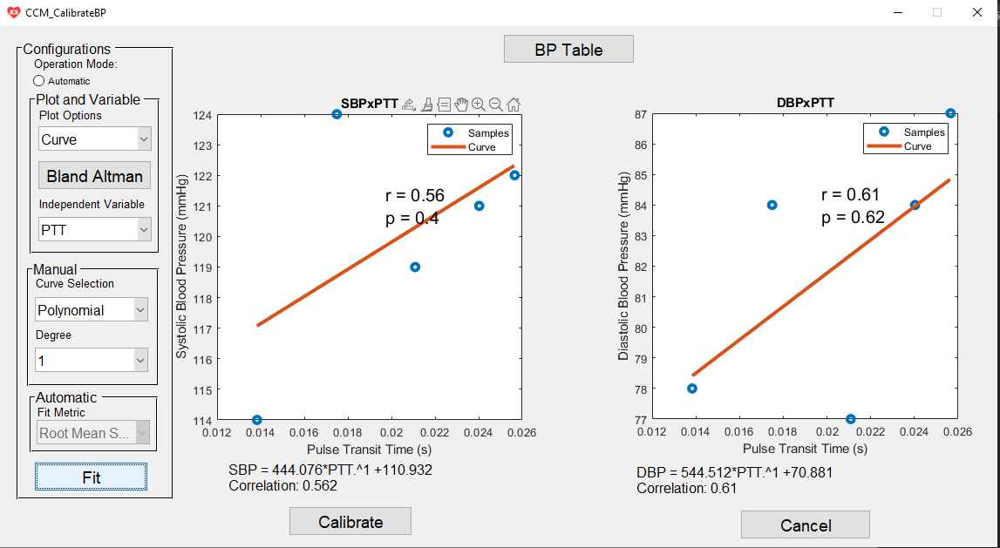 CCM_CalibrateBP
BP Table
Configurations
Operation Mode:
Automatic
Plot and Variable
Plot Options
Curve
Bland Altman
Independent Variable
PTT
Manual
Curve Selection
Polynomial
Degree
1
Automatic
Fit Metric
Root Mean S...
Fit
SBPxPTT
Samples
Curve
r = 0.56
p = 0.4
Systolic Blood Pressure (mmHg)
124
123
122
121
120
119
118
117
116
115
114
0.012 0.014 0.016 0.018 0.02 0.022 0.024 0.026
Pulse Transit Time (s)
SBP = 444.076*PTT.^1 +110.932
Correlation: 0.562
Calibrate
DBPxPTT
Samples
Curve
r = 0.61
p = 0.62
Diastolic Blood Pressure (mmHg)
87
86
85
84
83
82
81
80
79
78
77
0.012 0.014 0.016 0.018 0.02 0.022 0.024 0.026
Pulse Transit Time (s)
DBP = 544.512*PTT.^1 +70.881
Correlation: 0.61
Cancel